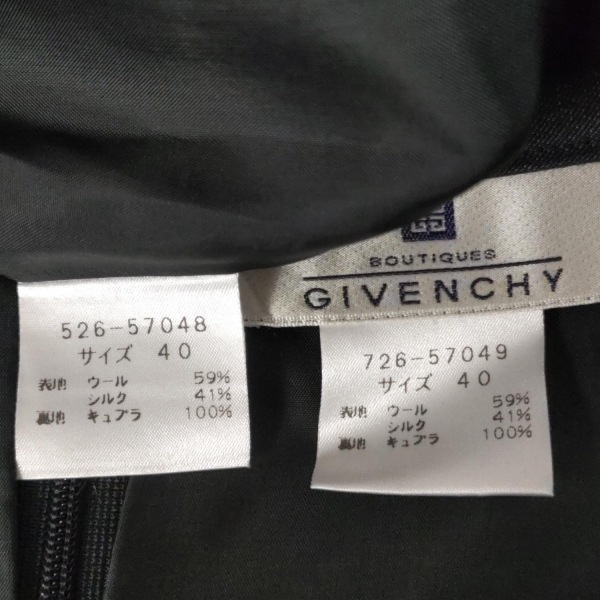 BOUTIQUES
GIVENCHY
526-57048
サイズ 40
表地 ウール 59%
シルク 41%
裏地 キュプラ 100%
726-57049
サイズ 40
表地 ウール 59%
シルク 41%
裏地 キュプラ 100%